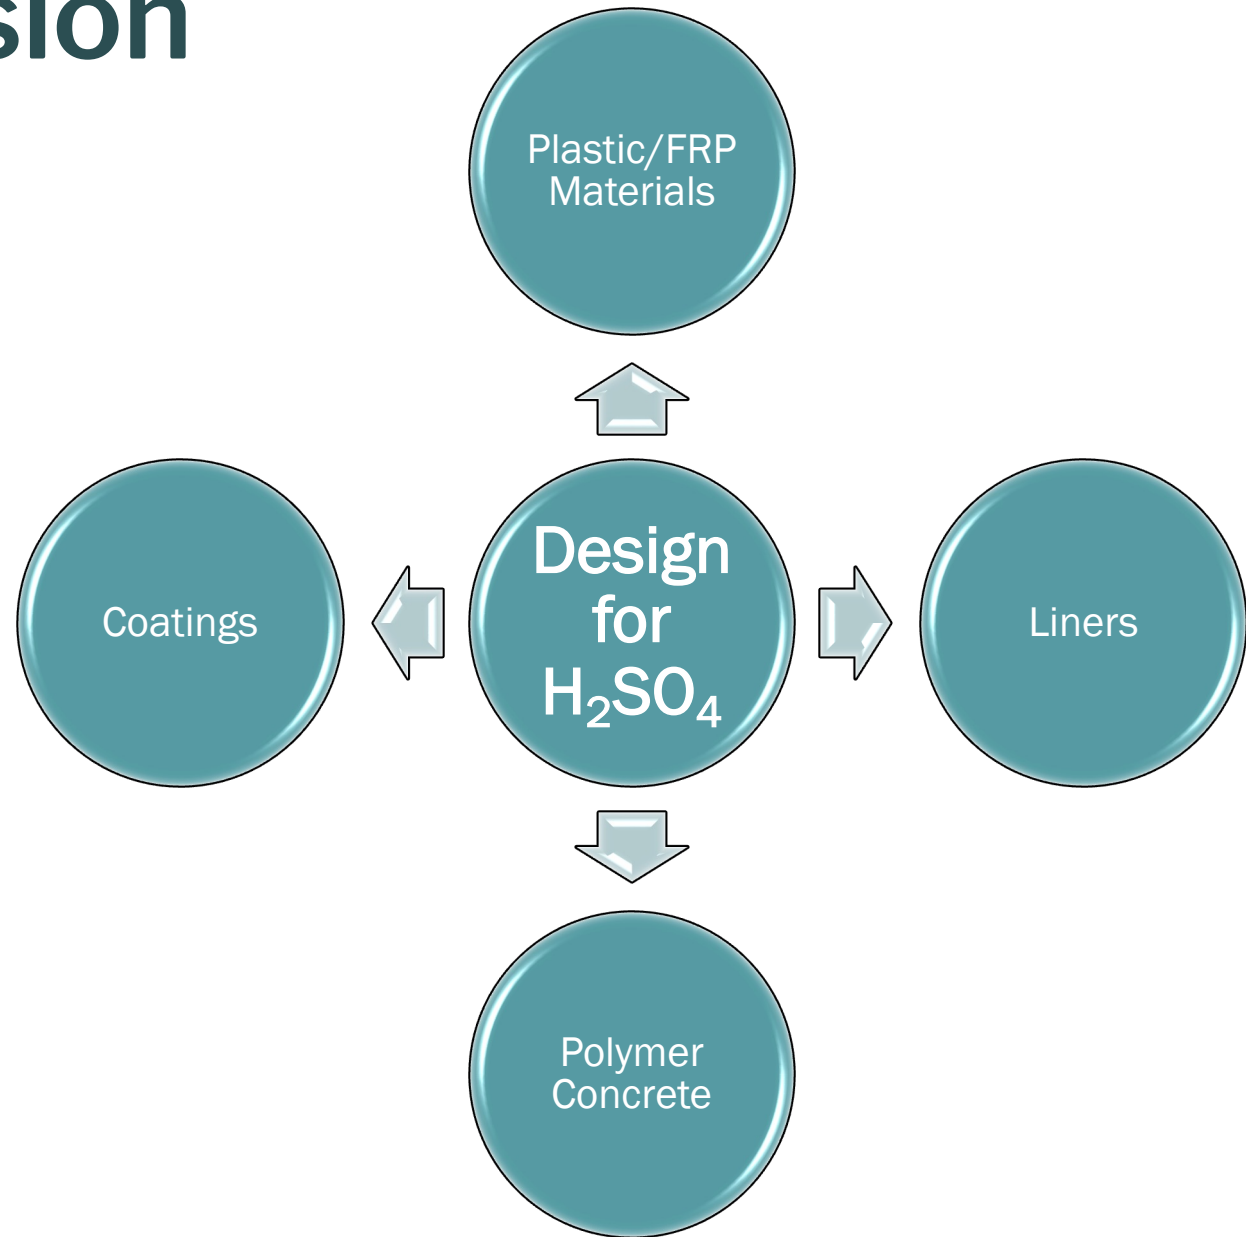 sion
Plastic/FRP
Materials
Coatings
Design
for
H₂SO₄
Liners
Polymer
Concrete